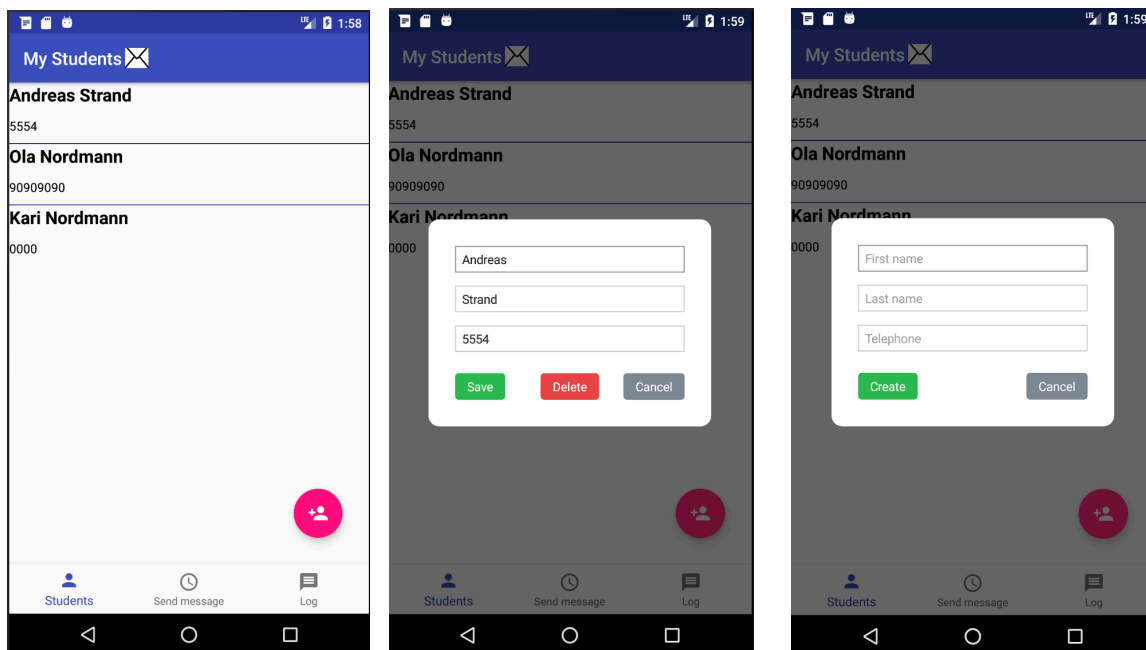 LTE 1:58
My Students
Andreas Strand
5554
Ola Nordmann
90909090
Kari Nordmann
0000
Students Send message Log
LTE 1:59
My Students
Andreas Strand
5554
Ola Nordmann
90909090
Kari Nordmann
0000
Andreas
Strand
5554
Save Delete Cancel
Students Send message Log
LTE 1:59
My Students
Andreas Strand
5554
Ola Nordmann
90909090
Kari Nordmann
0000
First name
Last name
Telephone
Create Cancel
Students Send message Log